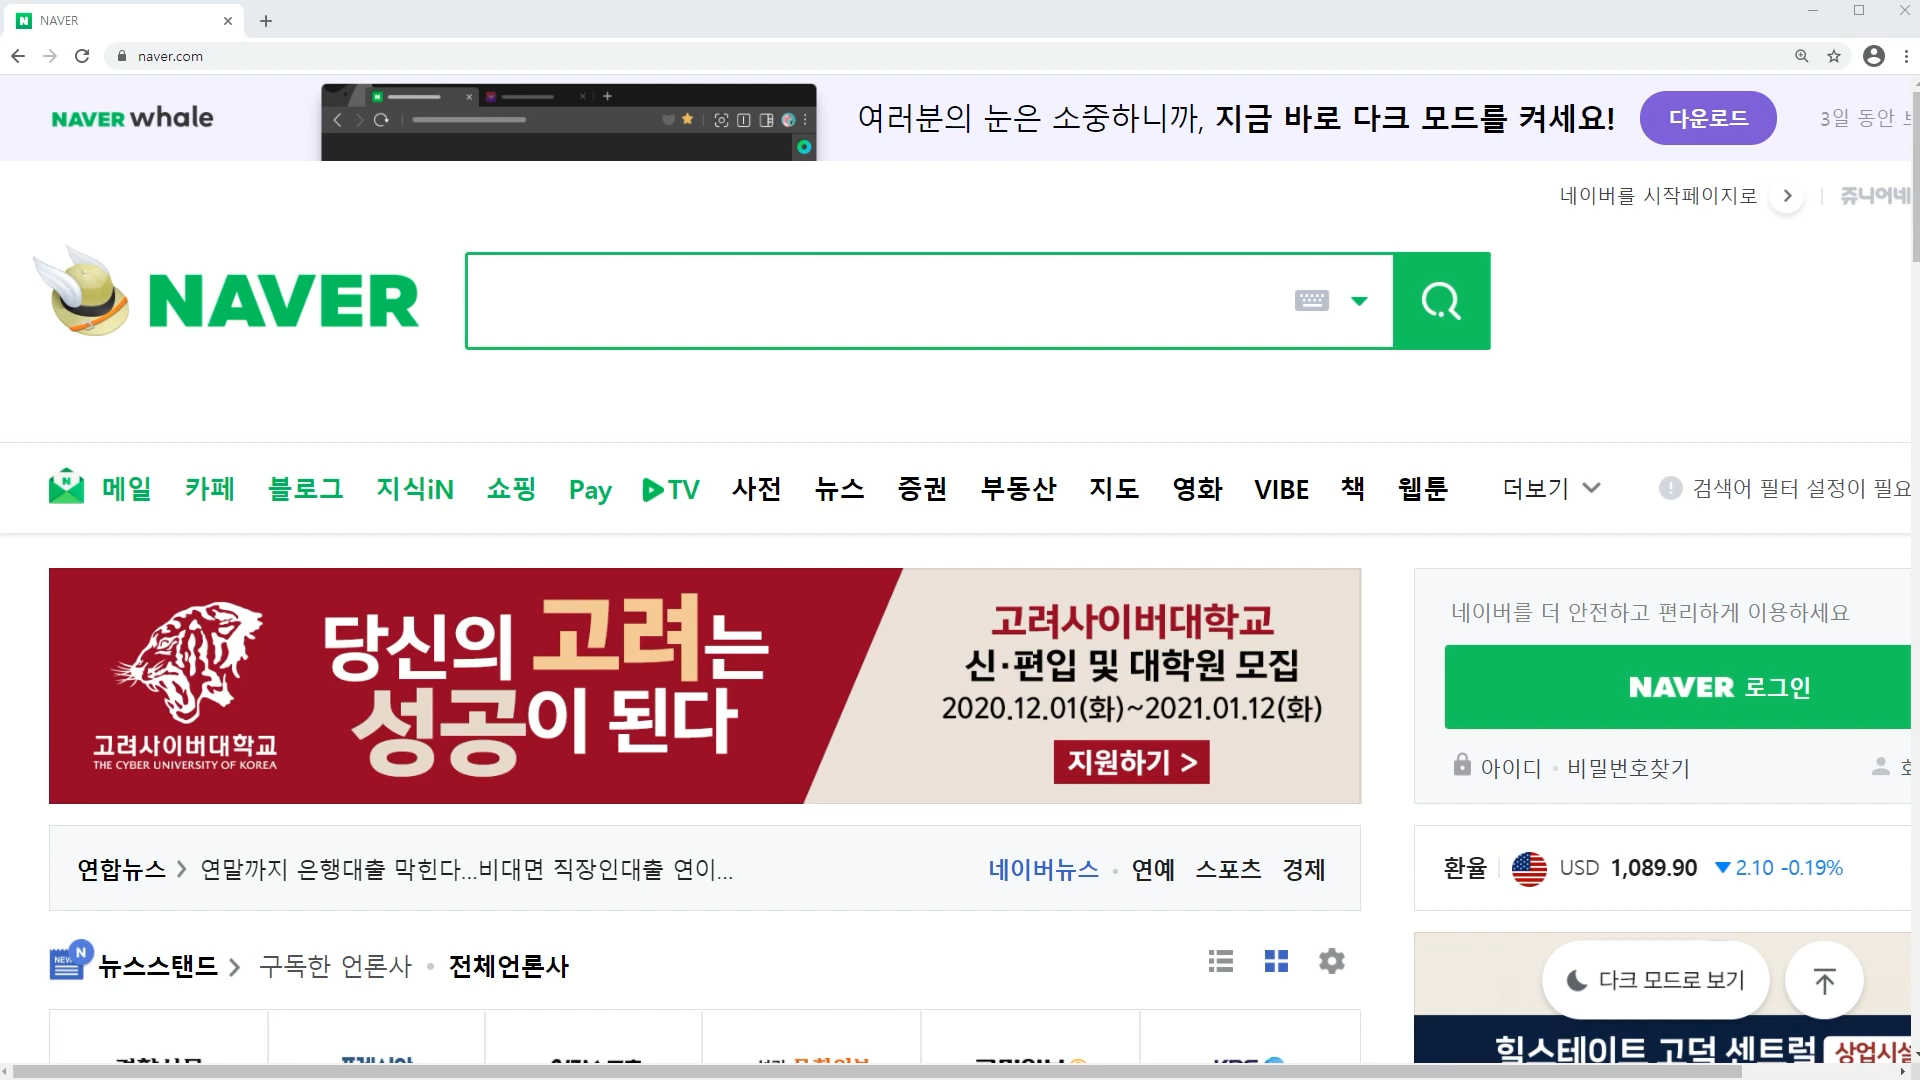 NAVER
naver.com
NAVER whale
여러분의 눈은 소중하니까, 지금 바로 다크 모드를 켜세요!
다운로드
3일 동안
네이버를 시작페이지로
쥬니어네
NAVER
메일 카페 블로그 지식iN 쇼핑 Pay TV 사전 뉴스 증권 부동산 지도 영화 VIBE 책 웹툰 더보기
검색어 필터 설정이 필요
당신의 고려는
성공이 된다
고려사이버대학교
THE CYBER UNIVERSITY OF KOREA
고려사이버대학교
신·편입 및 대학원 모집
2020.12.01(화)~2021.01.12(화)
지원하기 >
네이버를 더 안전하고 편리하게 이용하세요
NAVER 로그인
아이디 · 비밀번호찾기
연합뉴스 > 연말까지 은행대출 막힌다...비대면 직장인대출 연이...
네이버뉴스 · 연예 스포츠 경제
환율 USD 1,089.90 ▼2.10 -0.19%
뉴스스탠드 > 구독한 언론사 · 전체언론사
다크 모드로 보기
힐스테이트 고덕 센트럴 상업시설